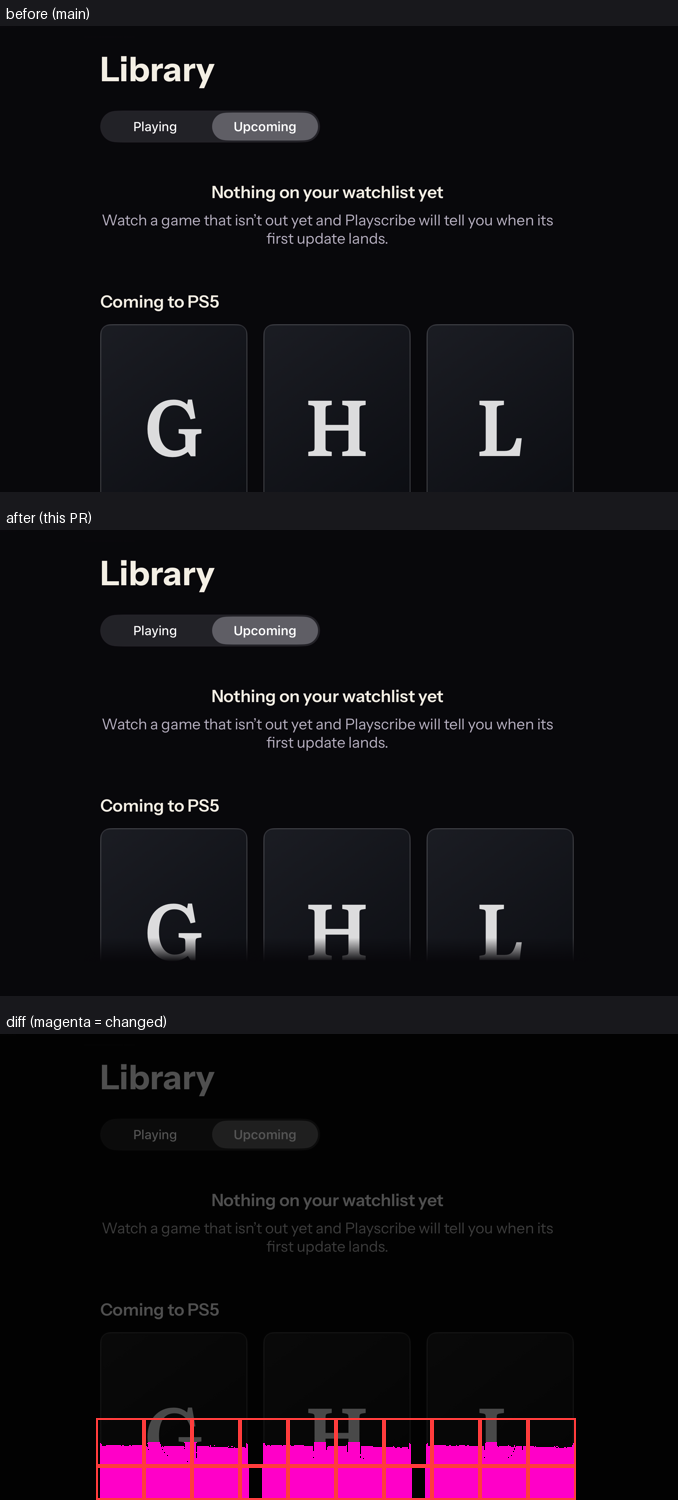 before (main)
Library
Playing Upcoming
Nothing on your watchlist yet
Watch a game that isn't out yet and Playscribe will tell you when its
first update lands.
Coming to PS5
G H L
after (this PR)
Library
Playing Upcoming
Nothing on your watchlist yet
Watch a game that isn't out yet and Playscribe will tell you when its
first update lands.
Coming to PS5
G H L
diff (magenta = changed)
Library
Playing Upcoming
Nothing on your watchlist yet
Watch a game that isn't out yet and Playscribe will tell you when its
first update lands.
Coming to PS5
G H L